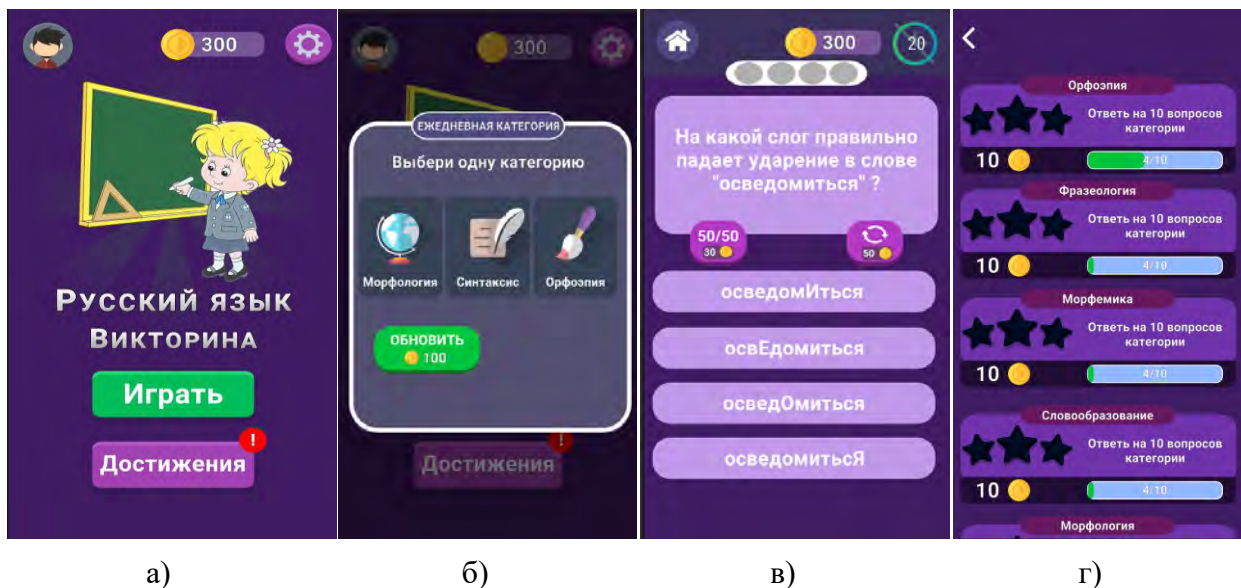 300
Русский язык
Викторина
Играть
!
Достижения
а)
300
ЕЖЕДНЕВНАЯ КАТЕГОРИЯ
Выбери одну категорию
Морфология Синтаксис Орфоэпия
ОБНОВИТЬ
100
!
Достижения
б)
300 20
На какой слог правильно
падает ударение в слове
"осведомиться" ?
50/50
30 50
осведомИться
освЕдомиться
осведОмиться
осведомитьсЯ
в)
Орфоэпия
Ответь на 10 вопросов
категории
10 4/10
Фразеология
Ответь на 10 вопросов
категории
10 4/10
Морфемика
Ответь на 10 вопросов
категории
10 4/10
Словообразование
Ответь на 10 вопросов
категории
10 4/10
Морфология
г)